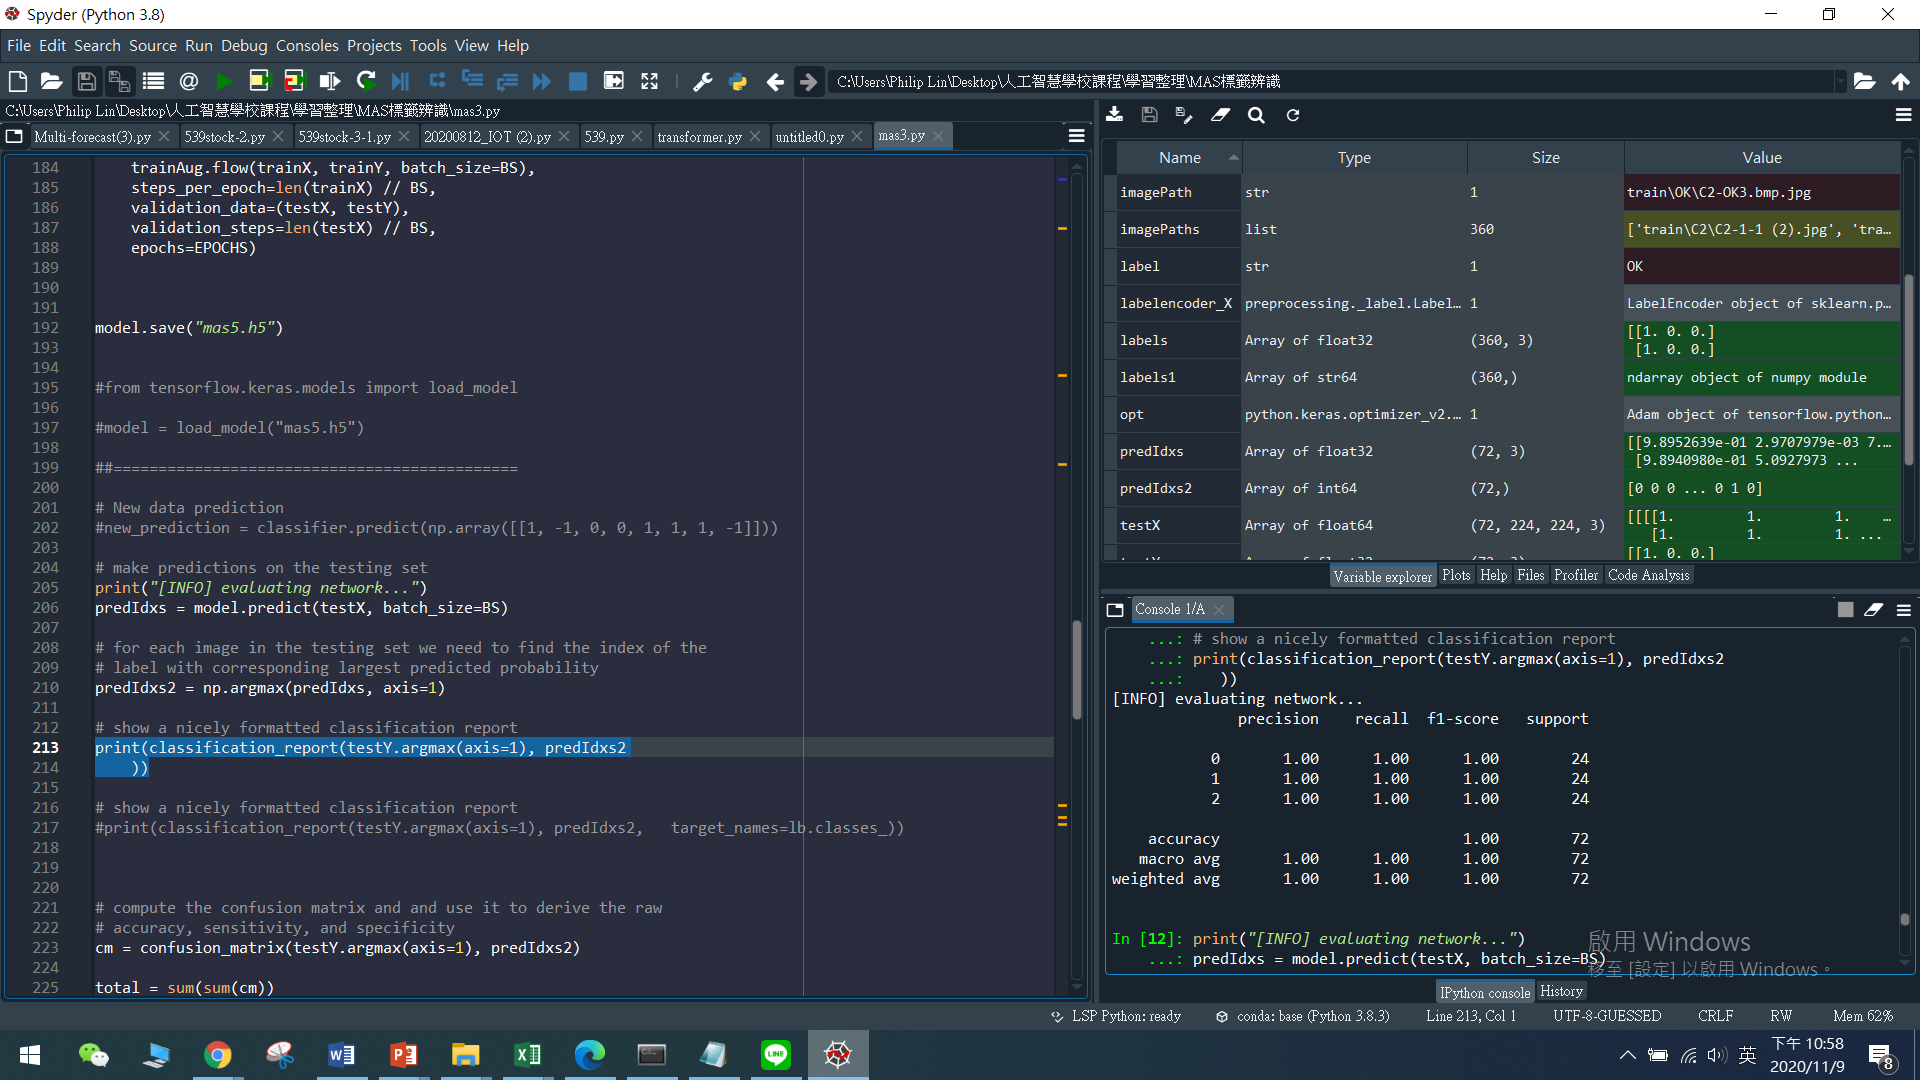 Spyder (Python 3.8)
File Edit Search Source Run Debug Consoles Projects Tools View Help
C:\Users\Philip Lin\Desktop\人工智慧學校課程\學習整理\MAS標籤辨識
C:\Users\Philip Lin\Desktop\人工智慧學校課程\學習整理\MAS標籤辨識\mas3.py
Multi-forecast(3).py 539stock-2.py 539stock-3-1.py 20200812_IOT (2).py 539.py transformer.py untitled0.py mas3.py
184 trainAug.flow(trainX, trainY, batch_size=BS),
185 steps_per_epoch=len(trainX) // BS,
186 validation_data=(testX, testY),
187 validation_steps=len(testX) // BS,
188 epochs=EPOCHS)
189
190
191
192 model.save("mas5.h5")
193
194
195 #from tensorflow.keras.models import load_model
196
197 #model = load_model("mas5.h5")
198
199 ##=============================================
200
201 # New data prediction
202 #new_prediction = classifier.predict(np.array([[1, -1, 0, 0, 1, 1, 1, -1]]))
203
204 # make predictions on the testing set
205 print("[INFO] evaluating network...")
206 predIdxs = model.predict(testX, batch_size=BS)
207
208 # for each image in the testing set we need to find the index of the
209 # label with corresponding largest predicted probability
210 predIdxs2 = np.argmax(predIdxs, axis=1)
211
212 # show a nicely formatted classification report
213 print(classification_report(testY.argmax(axis=1), predIdxs2
214 ))
215
216 # show a nicely formatted classification report
217 #print(classification_report(testY.argmax(axis=1), predIdxs2, target_names=lb.classes_))
218
219
220
221 # compute the confusion matrix and and use it to derive the raw
222 # accuracy, sensitivity, and specificity
223 cm = confusion_matrix(testY.argmax(axis=1), predIdxs2)
224
225 total = sum(sum(cm))
Name Type Size Value
imagePath str 1 train\OK\C2-OK3.bmp.jpg
imagePaths list 360 ['train\C2\C2-1-1 (2).jpg', 'tra…
label str 1 OK
labelencoder_X preprocessing._label.Label… 1 LabelEncoder object of sklearn.p…
labels Array of float32 (360, 3) [[1. 0. 0.]
[1. 0. 0.]
labels1 Array of str64 (360,) ndarray object of numpy module
opt python.keras.optimizer_v2.… 1 Adam object of tensorflow.python…
predIdxs Array of float32 (72, 3) [[9.8952639e-01 2.9707979e-03 7.…
[9.8940980e-01 5.0927973 ...
predIdxs2 Array of int64 (72,) [0 0 0 ... 0 1 0]
testX Array of float64 (72, 224, 224, 3) [[[[1. 1. 1. …
[1. 1. 1. ...
[[1. 0. 0.]
Variable explorer Plots Help Files Profiler Code Analysis
Console 1/A
...: # show a nicely formatted classification report
...: print(classification_report(testY.argmax(axis=1), predIdxs2
...: ))
[INFO] evaluating network...
precision recall f1-score support
0 1.00 1.00 1.00 24
1 1.00 1.00 1.00 24
2 1.00 1.00 1.00 24
accuracy 1.00 72
macro avg 1.00 1.00 1.00 72
weighted avg 1.00 1.00 1.00 72
In [12]: print("[INFO] evaluating network...")
...: predIdxs = model.predict(testX, batch_size=BS)
啟用 Windows
移至 [設定] 以啟用 Windows。
IPython console History
LSP Python: ready conda: base (Python 3.8.3) Line 213, Col 1 UTF-8-GUESSED CRLF RW Mem 62%
英 下午 10:58
2020/11/9
8